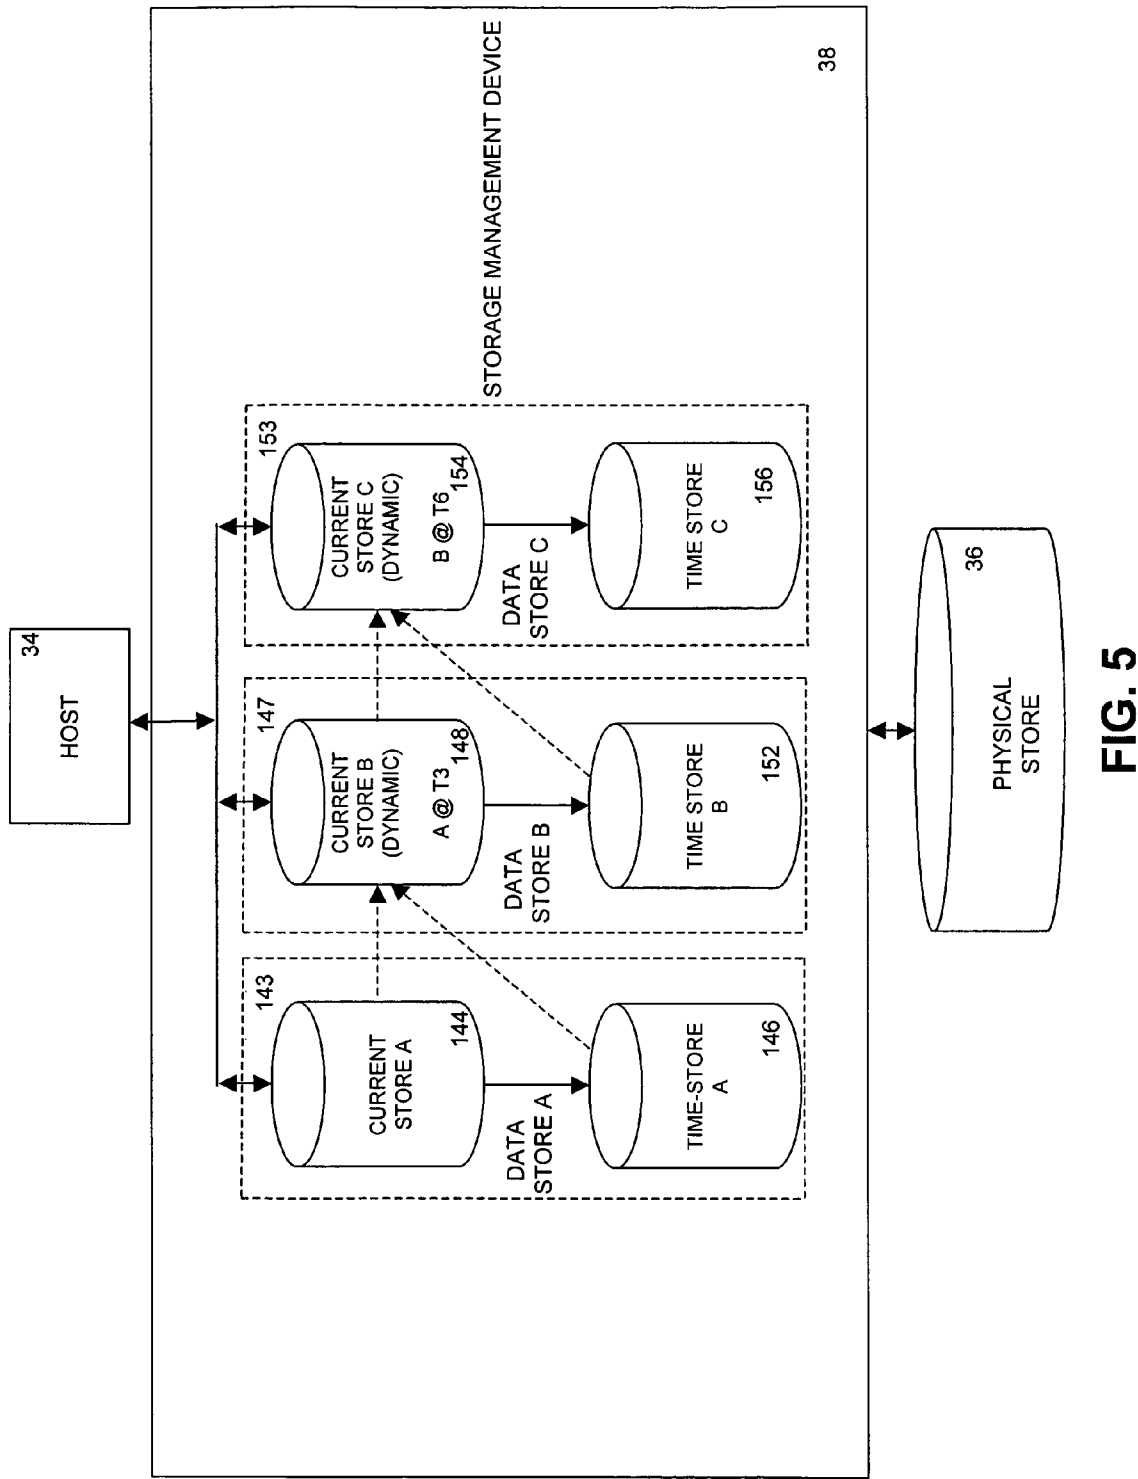 HOST
34
143
CURRENT
STORE A
144
DATA
STORE A
TIME-STORE
A
146
147
CURRENT
STORE B
(DYNAMIC)
A @ T3
148
DATA
STORE B
TIME STORE
B
152
153
CURRENT
STORE C
(DYNAMIC)
B @ T6
154
DATA
STORE C
TIME STORE
C
156
STORAGE MANAGEMENT DEVICE
38
PHYSICAL
STORE
36
FIG. 5